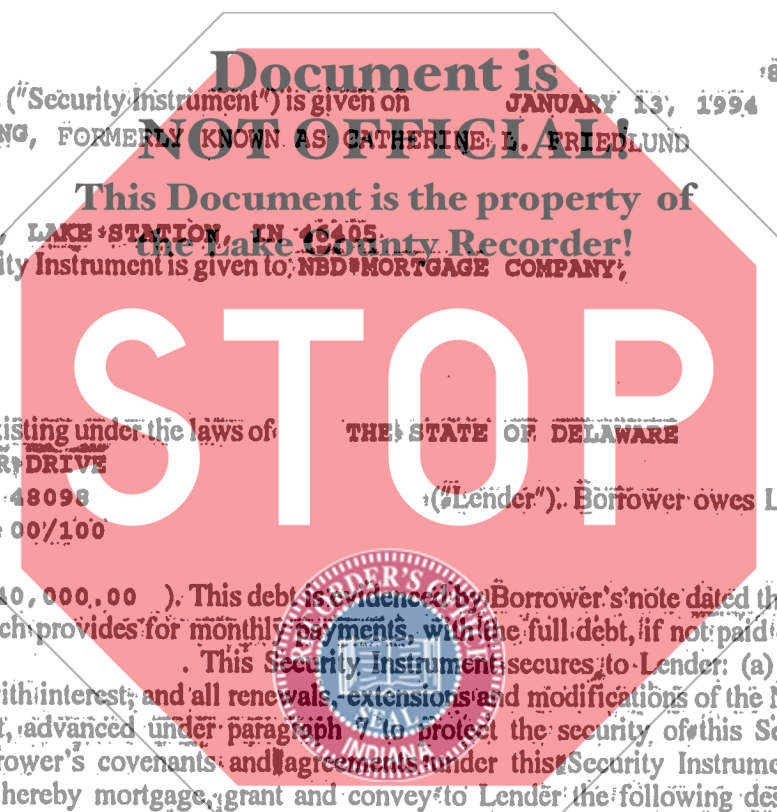 Document is
("Security Instrument") is given on JANUARY 13, 1994
NG, FORMERLY KNOWN AS CATHERINE L. FRIEDLUND
NOT OFFICIAL!
This Document is the property of
, LAKE STATION, IN 46405
the Lake County Recorder!
ity Instrument is given to NBD MORTGAGE COMPANY,
STOP
isting under the laws of THE STATE OF DELAWARE
R DRIVE
48098 ("Lender"). Borrower owes L
00/100
0,000.00 ). This debt is evidenced by Borrower's note dated th
ch provides for monthly payments, with the full debt, if not paid
. This Security Instrument secures to Lender: (a)
ith interest, and all renewals, extensions and modifications of the
t, advanced under paragraph to protect the security of this Se
rower's covenants and agreements under this Security Instrume
hereby mortgage, grant and convey to Lender the following de
SEAL
INDIANA